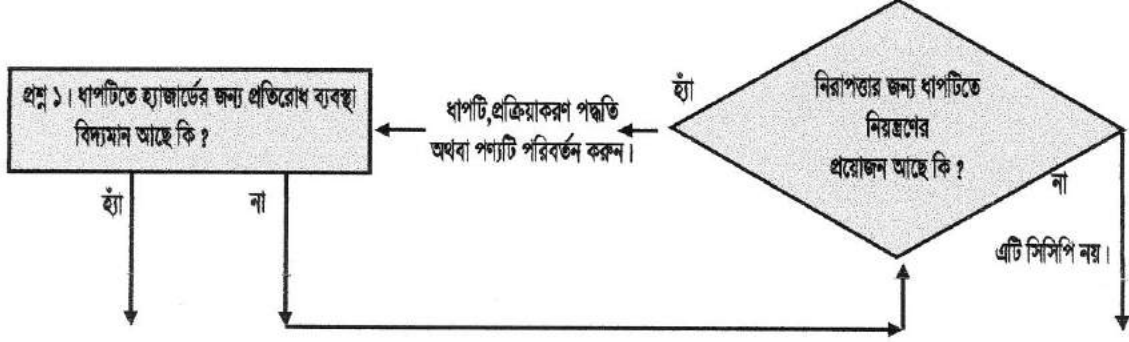 প্রশ্ন ১। ধাপটিতে হ্যাজার্ডের জন্য প্রতিরোধ ব্যবস্থা
বিদ্যমান আছে কি ?
হ্যাঁ
না
ধাপটি,প্রক্রিয়াকরণ পদ্ধতি
অথবা পণ্যটি পরিবর্তন করুন।
হ্যাঁ
নিরাপত্তার জন্য ধাপটিতে
নিয়ন্ত্রণের
প্রয়োজন আছে কি ?
না
এটি সিসিপি নয়।